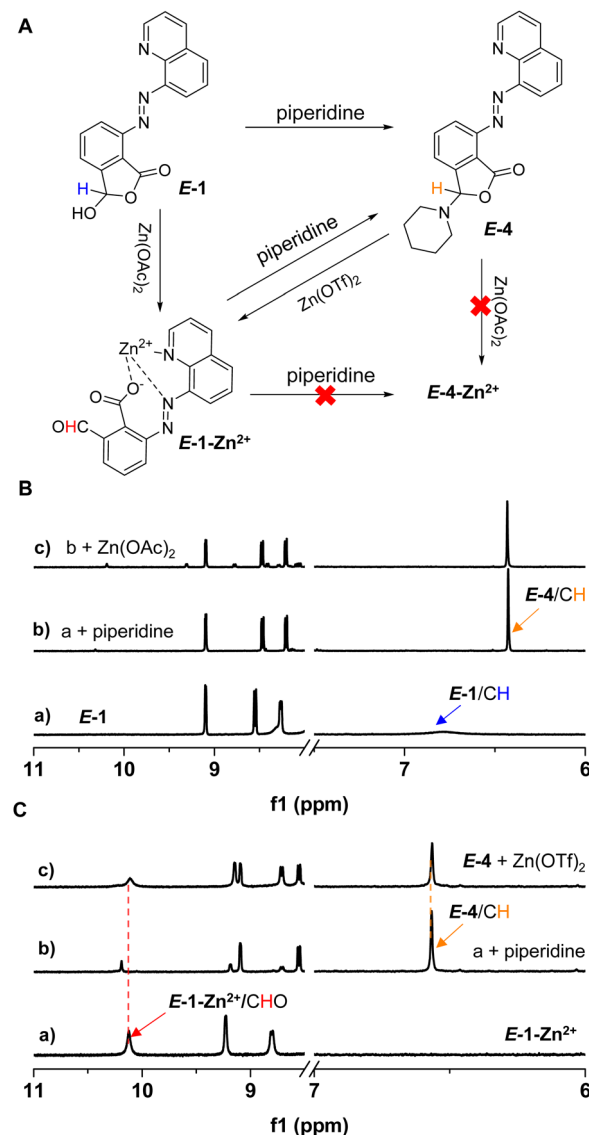 A
N
N
N
N
N
N
piperidine
O
O
H
HO
E-1
O
O
H
N
E-4
Zn(OAc)2
piperidine
Zn(OTf)2
Zn(OAc)2
Zn2+
N
O
O
OHC
N
N
E-1-Zn2+
piperidine
E-4-Zn2+
B
c) b + Zn(OAc)2
E-4/CH
b) a + piperidine
E-1/CH
a) E-1
11 10 9 7 6
f1 (ppm)
C
c) E-4 + Zn(OTf)2
E-4/CH
b) a + piperidine
E-1-Zn2+/CHO
a) E-1-Zn2+
11 10 9 7 6
f1 (ppm)